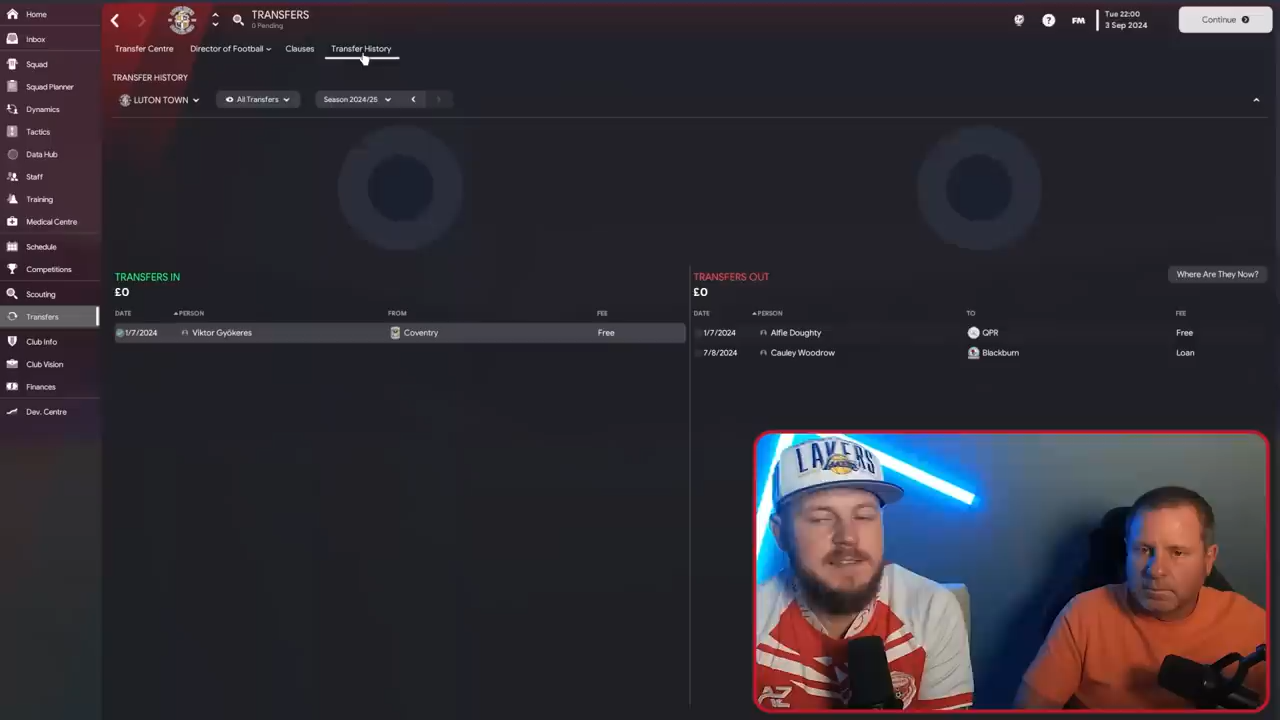 Home
Inbox
Squad
Squad Planner
Dynamics
Tactics
Data Hub
Staff
Training
Medical Centre
Schedule
Competitions
Scouting
Transfers
Club Info
Club Vision
Finances
Dev. Centre
TRANSFERS
0 Pending
FM
Tue 22:00
3 Sep 2024
Continue
Transfer Centre
Director of Football
Clauses
Transfer History
TRANSFER HISTORY
LUTON TOWN
All Transfers
Season 2024/25
TRANSFERS IN
£0
DATE PERSON FROM FEE
1/7/2024 Viktor Gyökeres Coventry Free
TRANSFERS OUT
£0
Where Are They Now?
DATE PERSON TO FEE
1/7/2024 Alfie Doughty QPR Free
7/8/2024 Cauley Woodrow Blackburn Loan
LAKERS